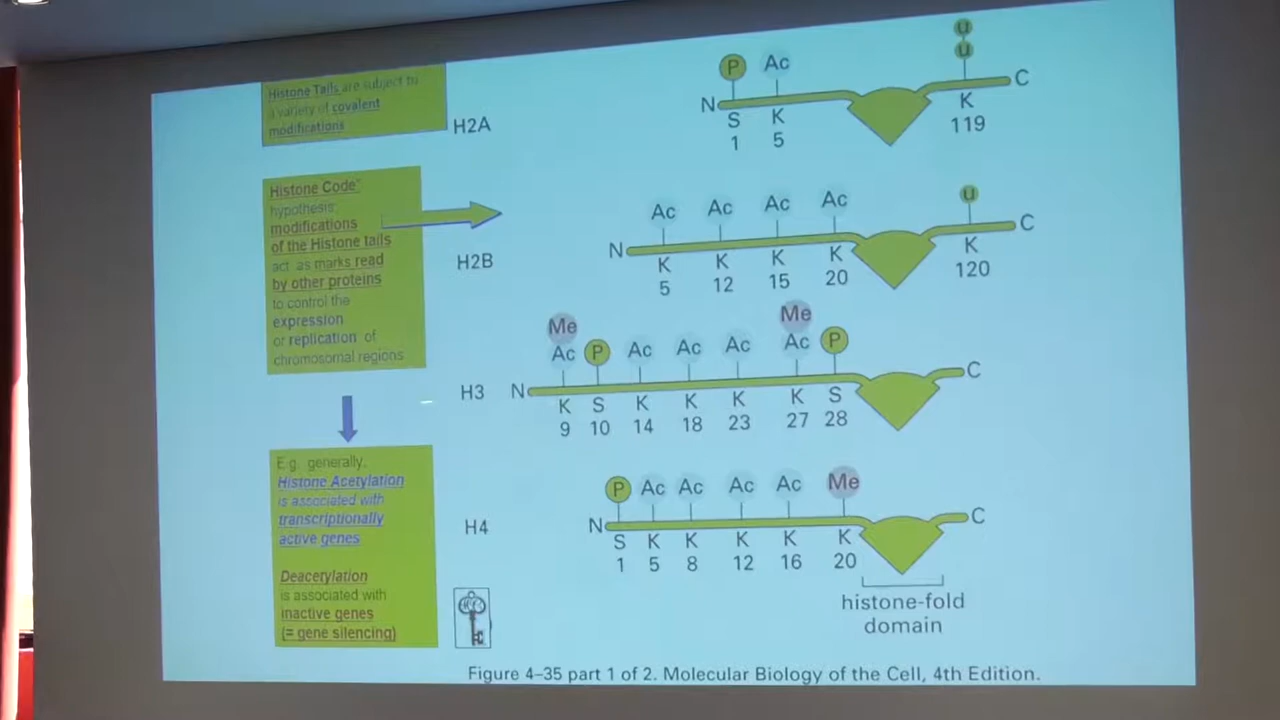 Histone Tails are subject to
a variety of covalent
modifications
Histone Code"
hypothesis:
modifications
of the Histone tails
act as marks read
by other proteins
to control the
expression
or replication of
chromosomal regions
E.g. generally,
Histone Acetylation
is associated with
transcriptionally
active genes
Deacerylation
is associated with
inactive genes
(= gene silencing)
H2A
u
u
P Ac
N C
S K K
1 5 119
H2B
Ac Ac Ac Ac u
N C
K K K K K
5 12 15 20 120
H3
Me Me
Ac P Ac Ac Ac Ac P
N C
K S K K K K S
9 10 14 18 23 27 28
H4
P Ac Ac Ac Ac Me
N C
S K K K K K
1 5 8 12 16 20
histone-fold
domain
Figure 4–35 part 1 of 2. Molecular Biology of the Cell, 4th Edition.